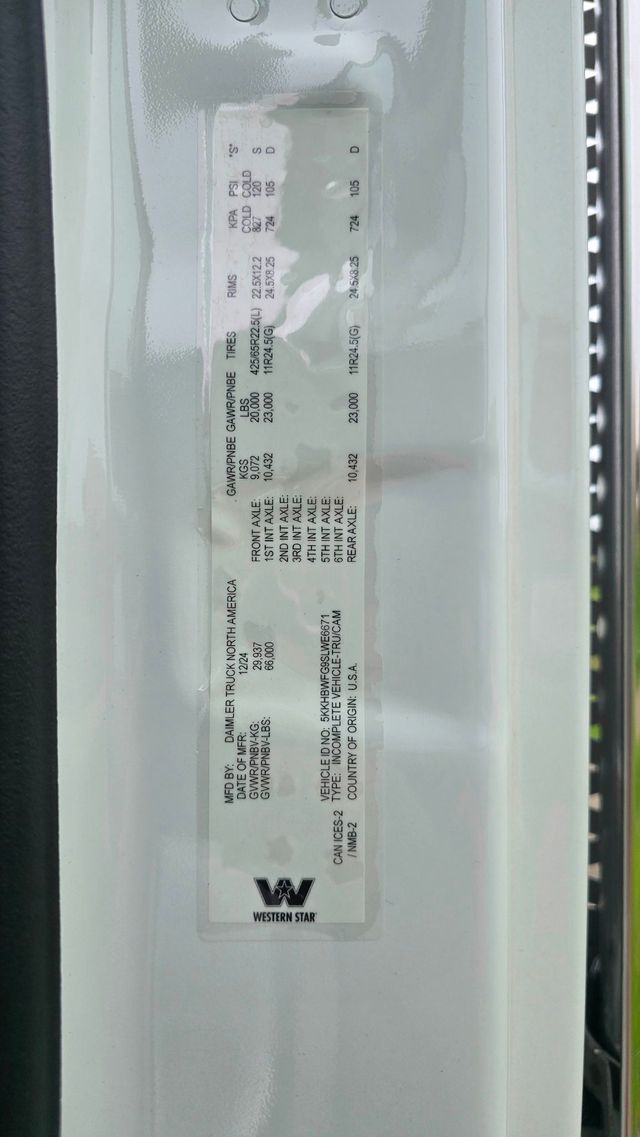 WESTERN STAR
MFD BY: DAIMLER TRUCK NORTH AMERICA
DATE OF MFR: 12/24
GVWR/PNBV-KG: 29,937
GVWR/PNBV-LBS: 66,000
CAN ICES-2
/ NMB-2
VEHICLE ID NO: 5KKHBWFG9SLWE6671
TYPE: INCOMPLETE VEHICLE-TRU/CAM
COUNTRY OF ORIGIN: U.S.A.
GAWR/PNBE GAWR/PNBE TIRES RIMS KPA PSI "S"
KGS LBS COLD COLD
FRONT AXLE: 9,072 20,000 425/65R22.5(L) 22.5X12.2 827 120 S
1ST INT AXLE: 10,432 23,000 11R24.5(G) 24.5X8.25 724 105 D
2ND INT AXLE:
3RD INT AXLE:
4TH INT AXLE:
5TH INT AXLE:
6TH INT AXLE:
REAR AXLE: 10,432 23,000 11R24.5(G) 24.5X8.25 724 105 D